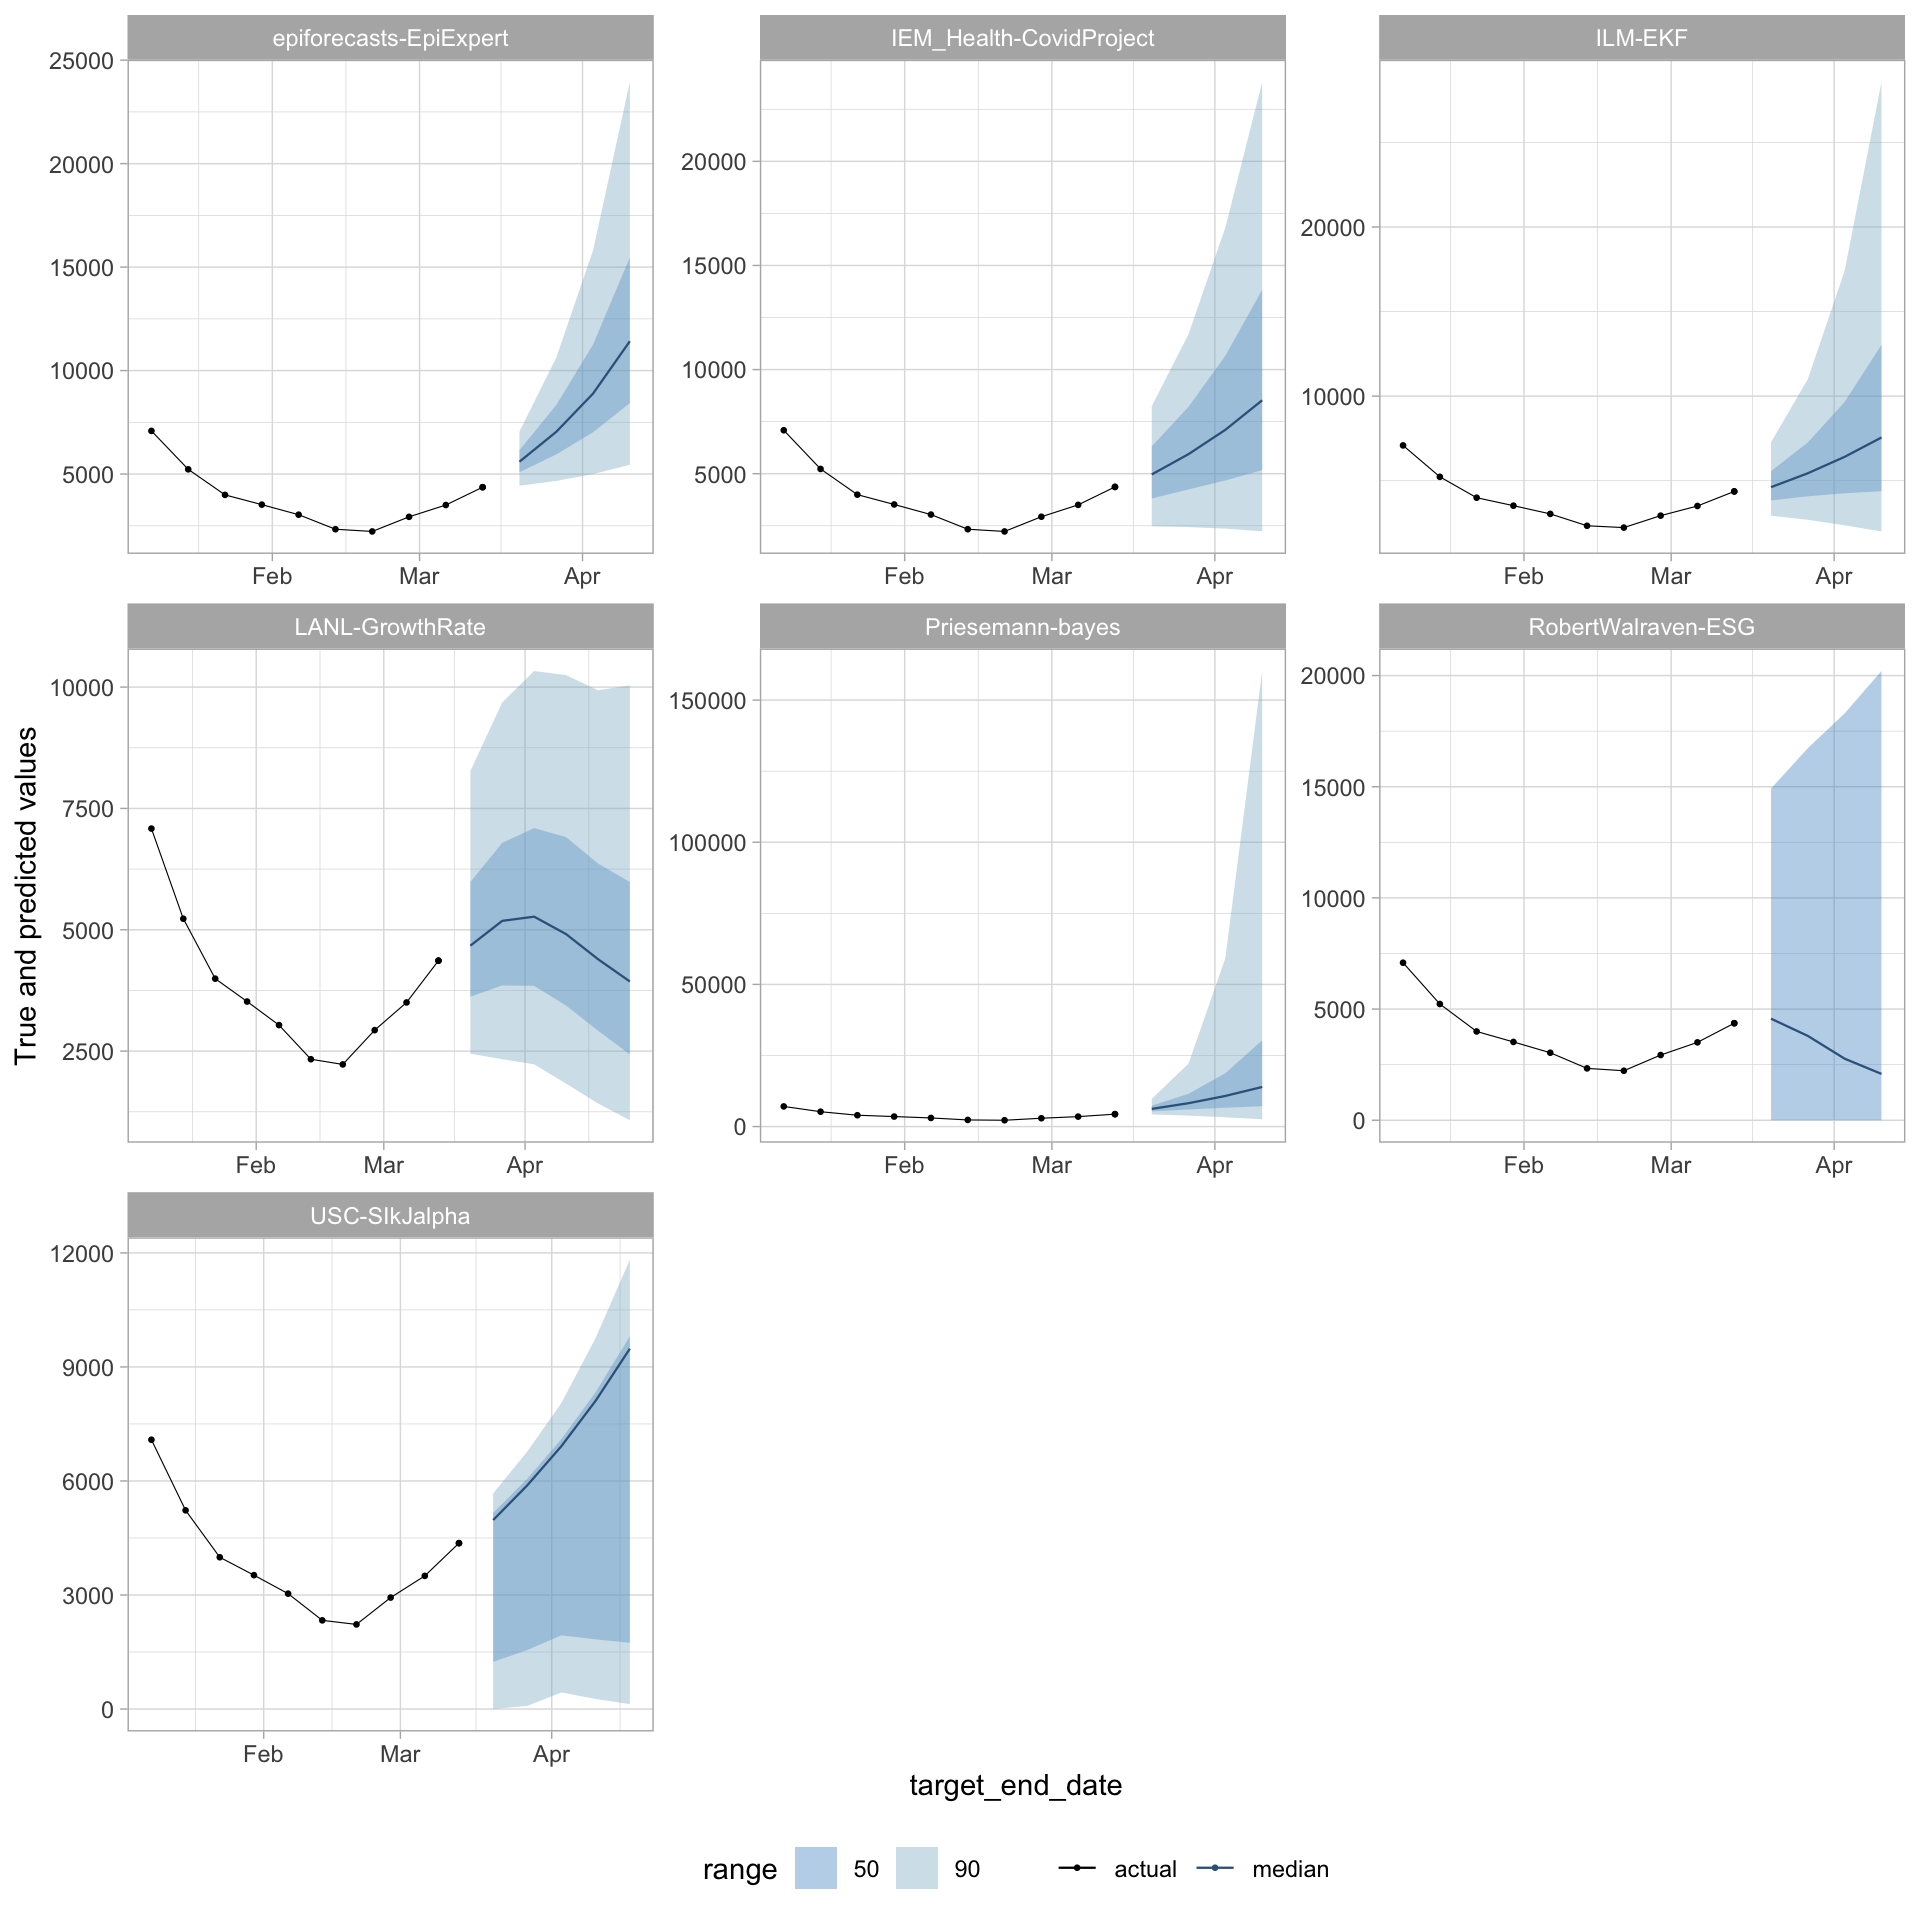 epiforecasts-EpiExpert
IEM_Health-CovidProject
ILM-EKF
25000
20000
15000
10000
5000
Feb Mar Apr
20000
15000
10000
5000
Feb Mar Apr
20000
10000
Feb Mar Apr
LANL-GrowthRate
Priesemann-bayes
RobertWalraven-ESG
True and predicted values
10000
7500
5000
2500
Feb Mar Apr
150000
100000
50000
0
Feb Mar Apr
20000
15000
10000
5000
0
Feb Mar Apr
USC-SIkJalpha
12000
9000
6000
3000
0
Feb Mar Apr
target_end_date
range 50 90 actual median